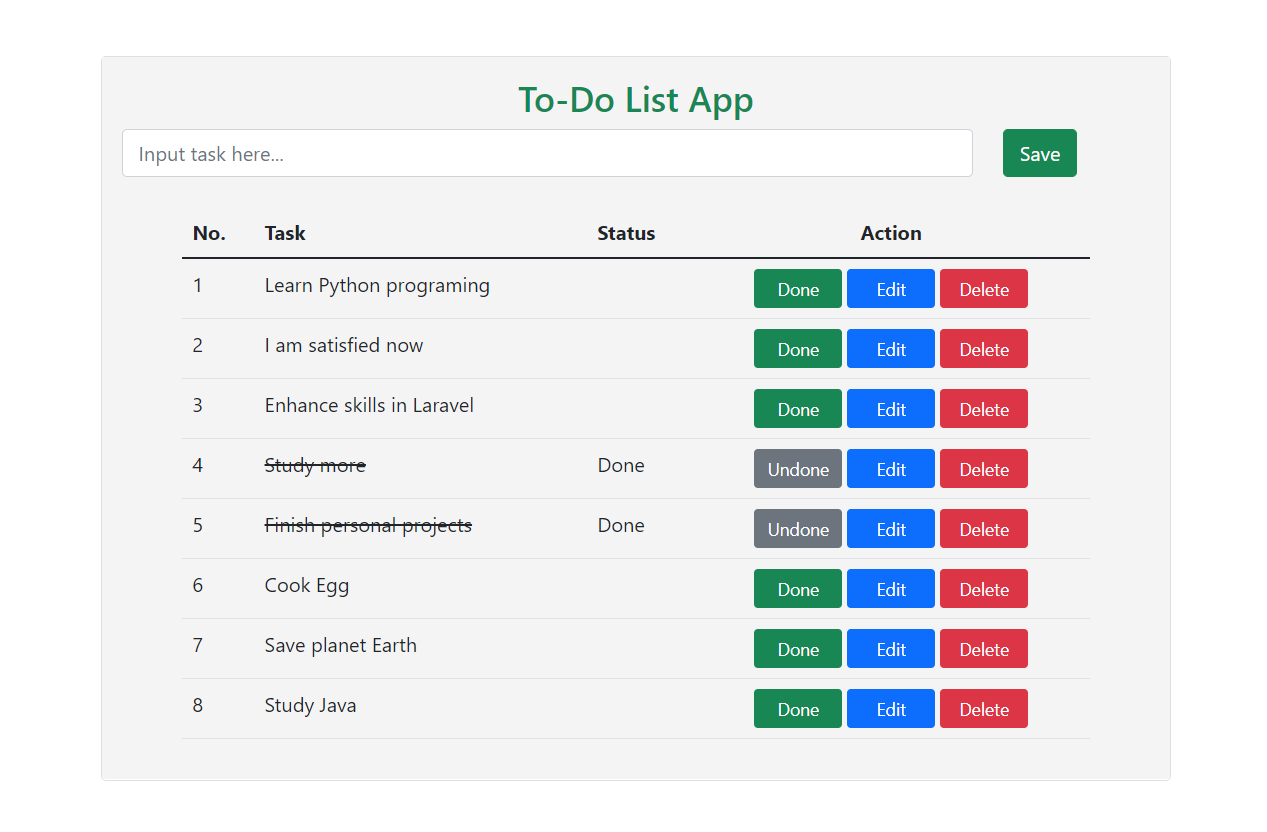 To-Do List App
Input task here...
Save
No. Task Status Action
1 Learn Python programing Done Edit Delete
2 I am satisfied now Done Edit Delete
3 Enhance skills in Laravel Done Edit Delete
4 Study more Done Undone Edit Delete
5 Finish personal projects Done Undone Edit Delete
6 Cook Egg Done Edit Delete
7 Save planet Earth Done Edit Delete
8 Study Java Done Edit Delete